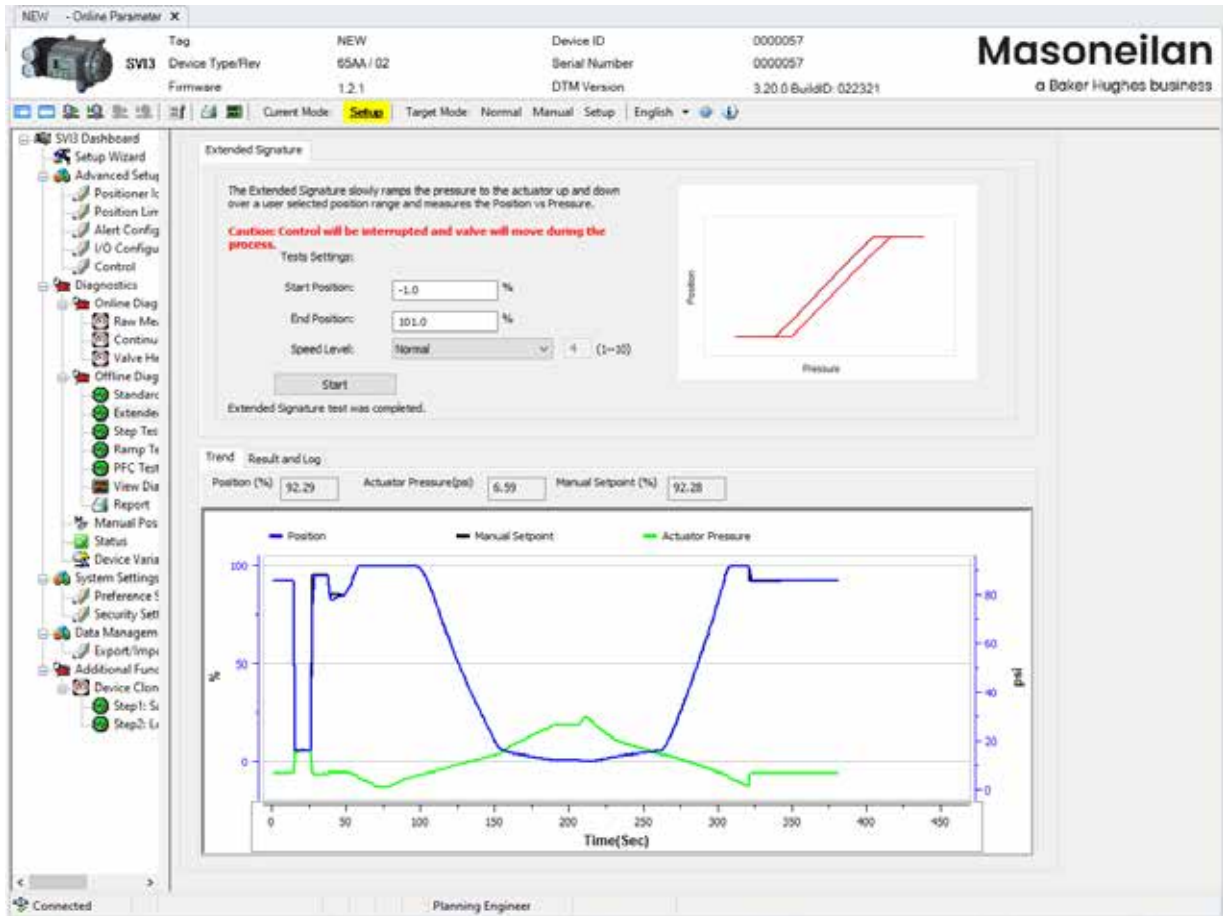 NEW - Online Parameter X
Tag NEW Device ID 0000057
SVI3 Device Type/Rev 65AA / 02 Serial Number 0000057
Firmware 1.2.1 DTM Version 3.20.0 BuildID: 022321
Masoneilan
a Baker Hughes business
Current Mode: Setup Target Mode: Normal Manual Setup English
SVI3 Dashboard
Setup Wizard
Advanced Setup
Positioner Ic
Position Lim
Alert Config
I/O Configu
Control
Diagnostics
Online Diag
Raw Me
Continu
Valve He
Offline Diag
Standard
Extende
Step Tes
Ramp Te
PFC Test
View Dia
Report
Manual Pos
Status
Device Varia
System Settings
Preference S
Security Sett
Data Managem
Export/Impo
Additional Func
Device Clon
Step1: Sa
Step2: Lo
Extended Signature
The Extended Signature slowly ramps the pressure to the actuator up and down
over a user selected position range and measures the Position vs Pressure.
Caution: Control will be interrupted and valve will move during the
process.
Tests Settings:
Start Position: -1.0 %
End Position: 101.0 %
Speed Level: Normal 4 (1~10)
Start
Extended Signature test was completed.
Position
Pressure
Trend Result and Log
Position (%) 92.29 Actuator Pressure(psi) 6.59 Manual Setpoint (%) 92.28
Position Manual Setpoint Actuator Pressure
100
50
0
%
80
60
40
20
0
psi
0 50 100 150 200 250 300 350 400 450
Time(Sec)
Connected Planning Engineer